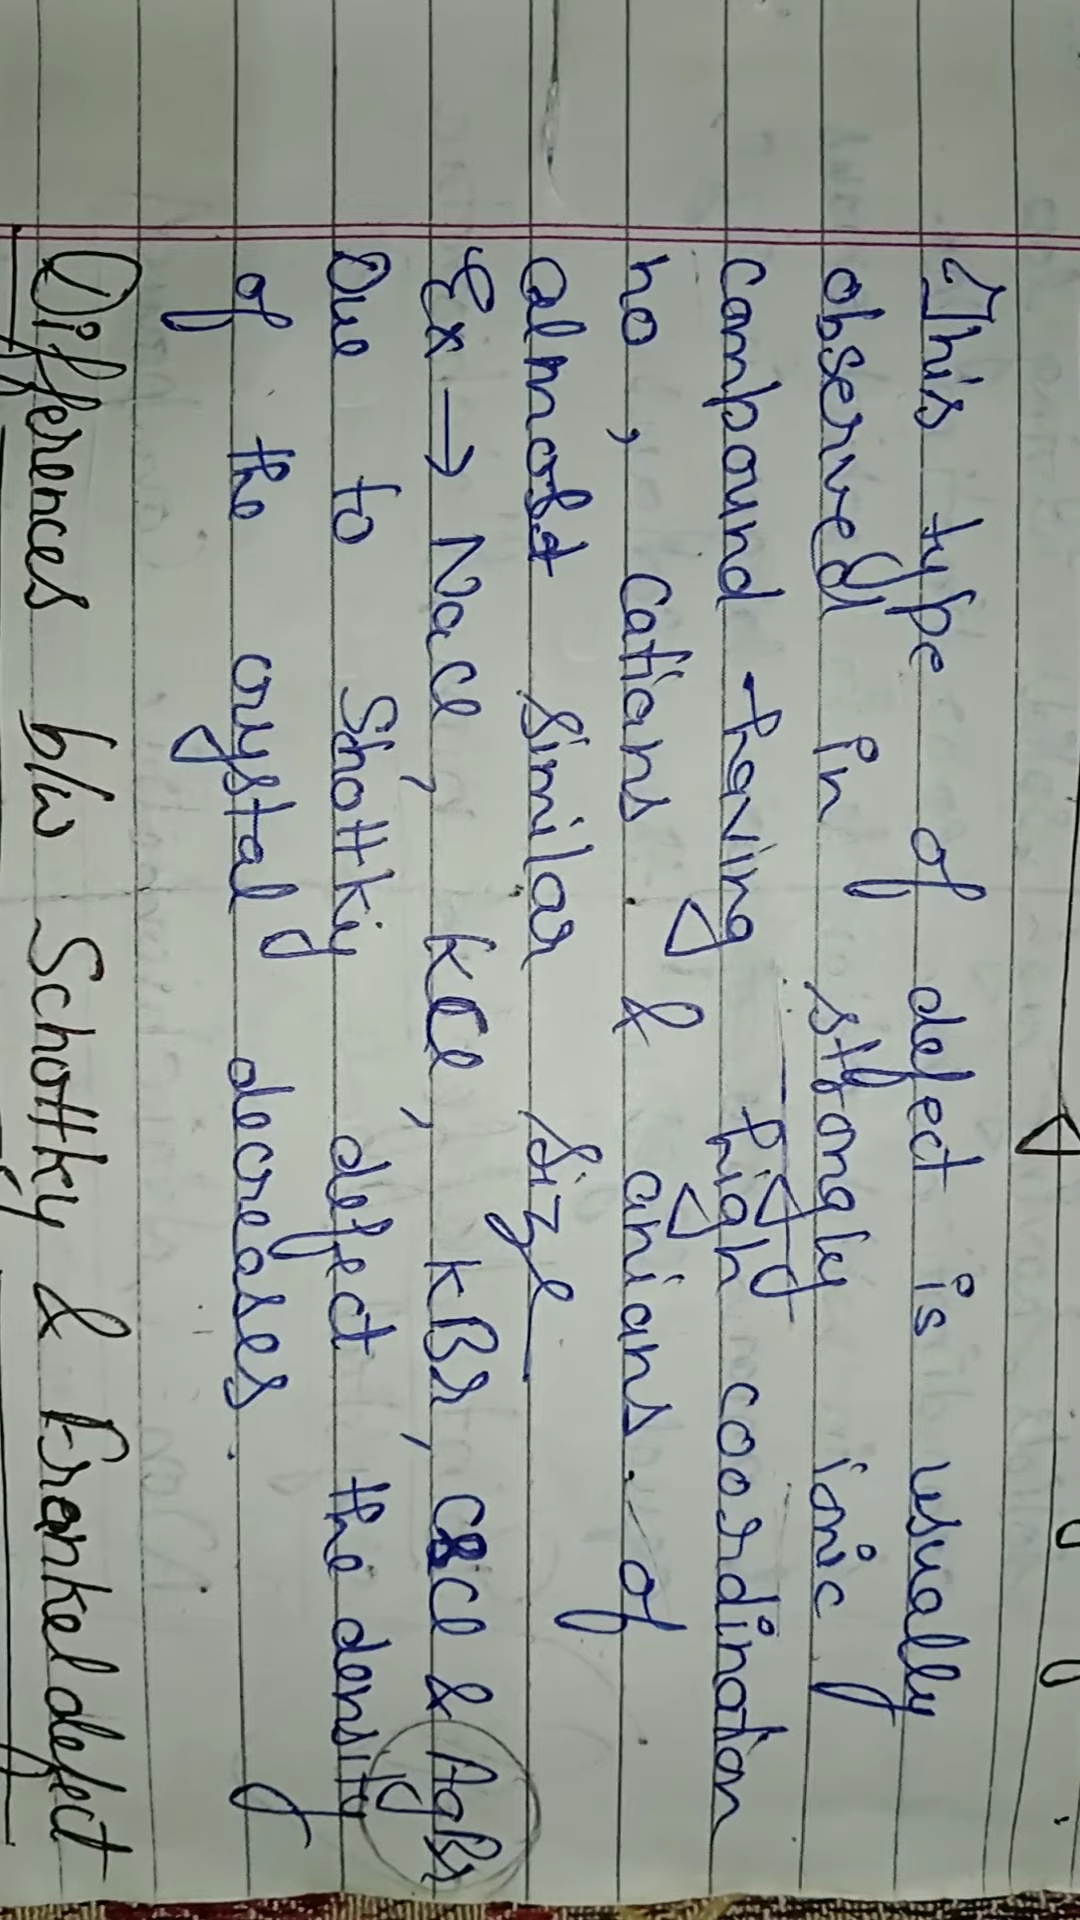 This type of defect is usually
observed in strongly ionic
compound having high coordination
no, cations & anians. of
almost similar size
Ex → NaCl, KCl, KBr, CsCl & AgBr
Due to Shottky defect the density
of the crystal decreases.
Differences b/w Schottky & Frenkel defect